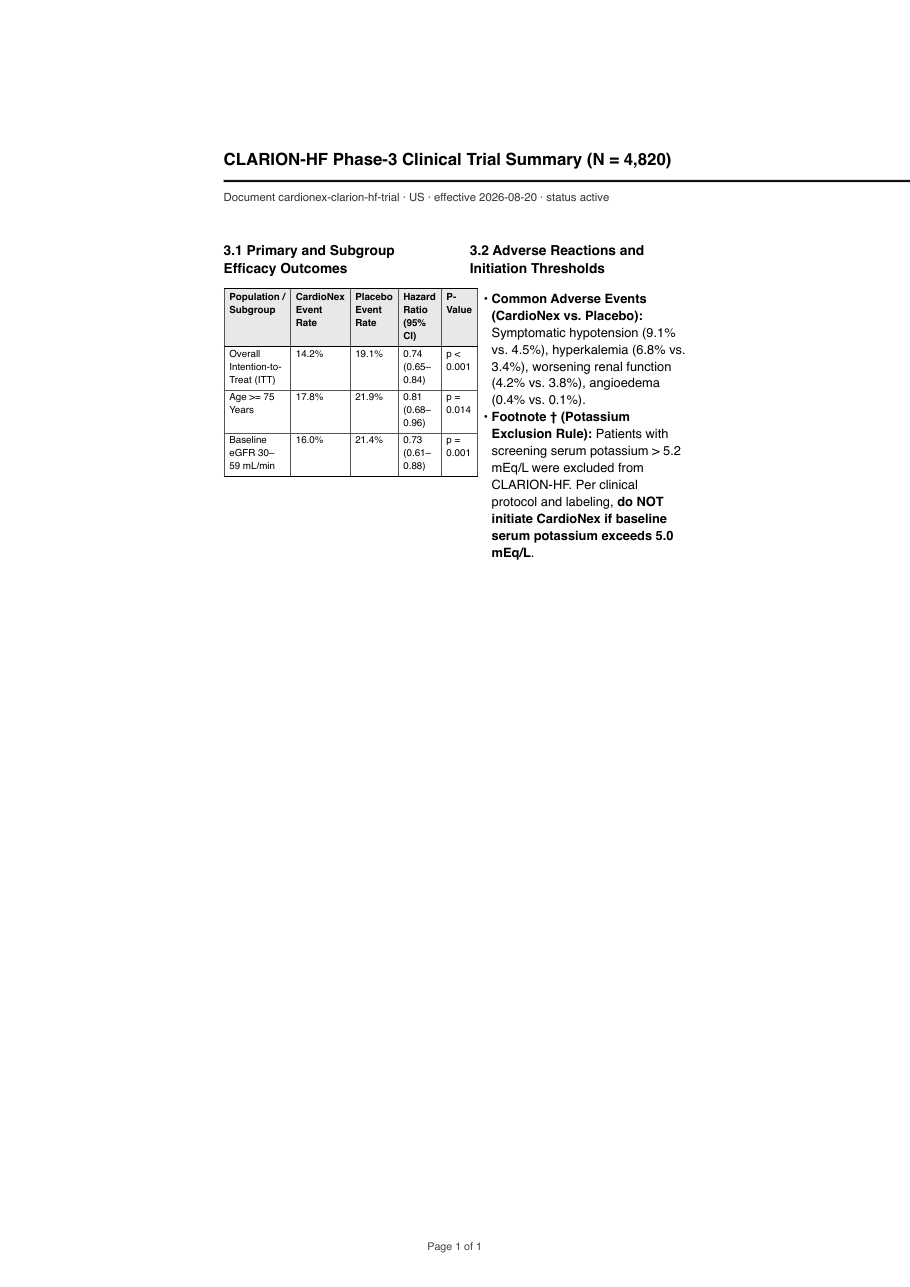 CLARION-HF Phase-3 Clinical Trial Summary (N = 4,820)
Document cardionex-clarion-hf-trial · US · effective 2026-08-20 · status active
3.1 Primary and Subgroup
Efficacy Outcomes
Population /
Subgroup
CardioNex
Event
Rate
Placebo
Event
Rate
Hazard
Ratio
(95%
CI)
P-
Value
Overall
Intention-to-
Treat (ITT)
14.2%
19.1%
0.74
(0.65–
0.84)
p <
0.001
Age >= 75
Years
17.8%
21.9%
0.81
(0.68–
0.96)
p =
0.014
Baseline
eGFR 30–
59 mL/min
16.0%
21.4%
0.73
(0.61–
0.88)
p =
0.001
3.2 Adverse Reactions and
Initiation Thresholds
• Common Adverse Events
(CardioNex vs. Placebo):
Symptomatic hypotension (9.1%
vs. 4.5%), hyperkalemia (6.8% vs.
3.4%), worsening renal function
(4.2% vs. 3.8%), angioedema
(0.4% vs. 0.1%).
• Footnote † (Potassium
Exclusion Rule): Patients with
screening serum potassium > 5.2
mEq/L were excluded from
CLARION-HF. Per clinical
protocol and labeling, do NOT
initiate CardioNex if baseline
serum potassium exceeds 5.0
mEq/L.
Page 1 of 1